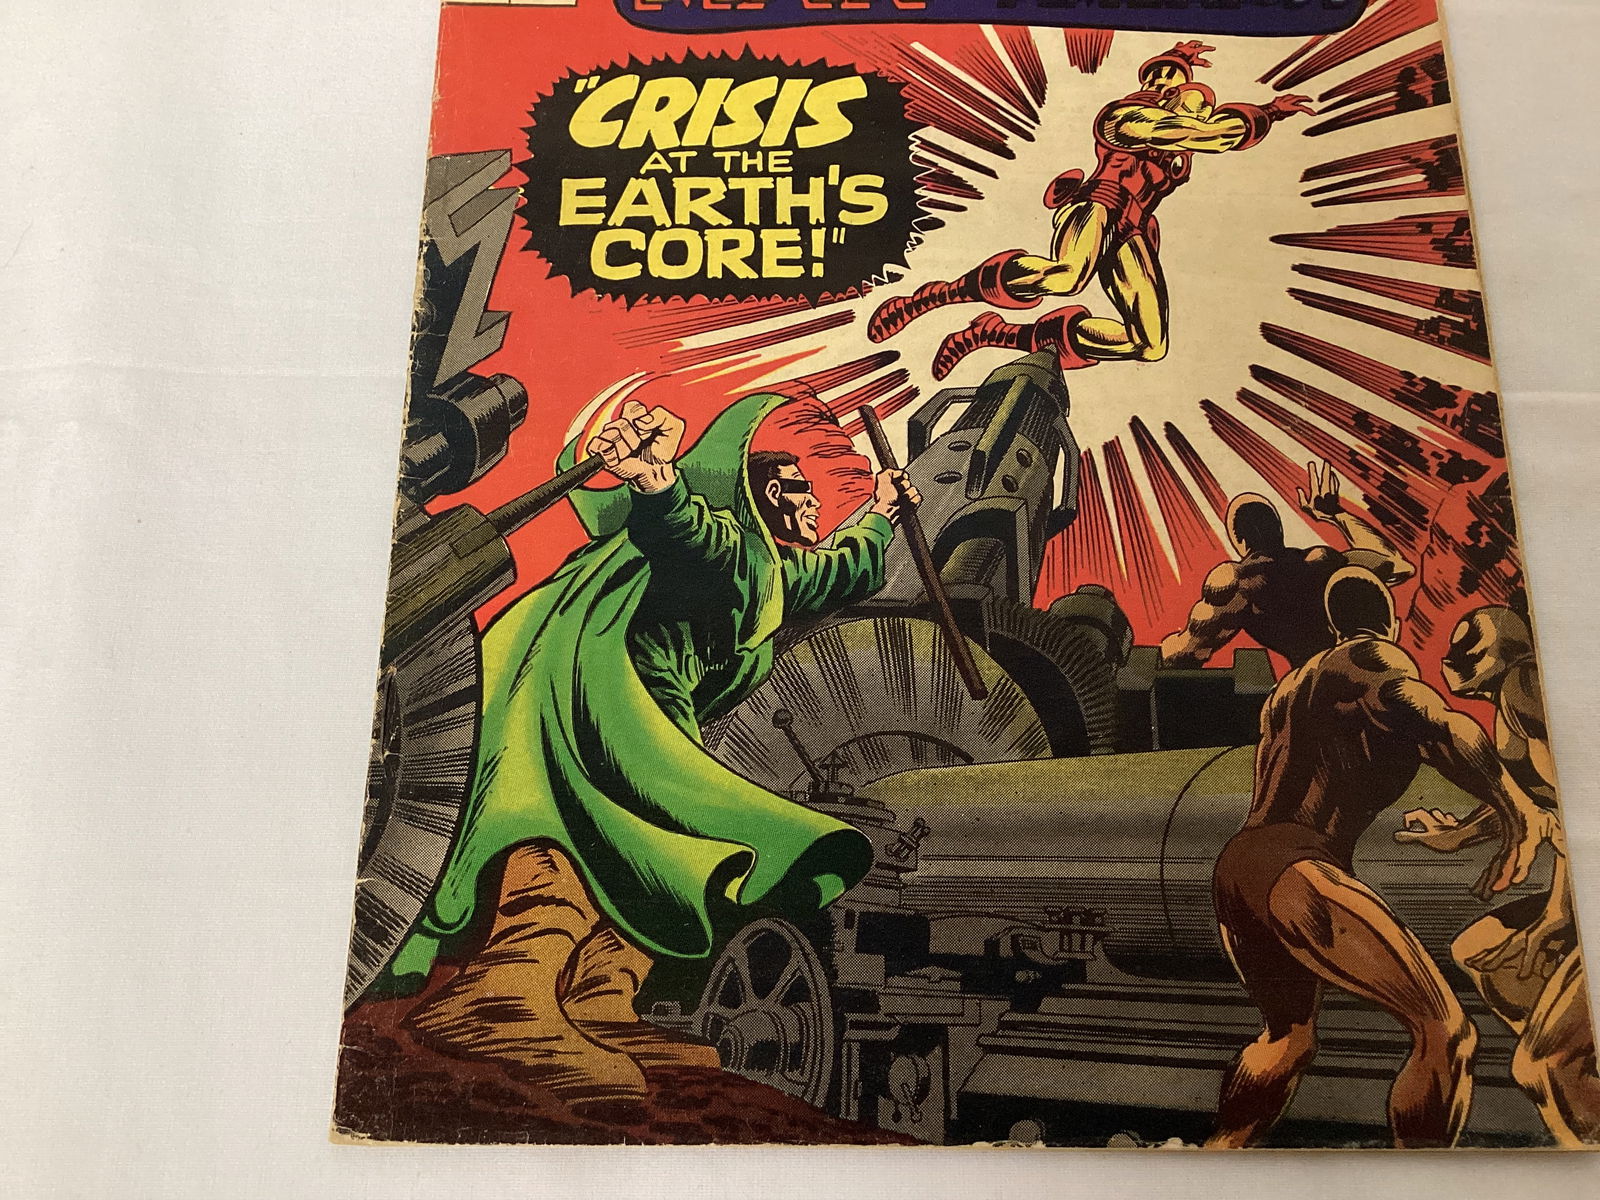 "CRISIS
AT THE
EARTH'S
CORE!"